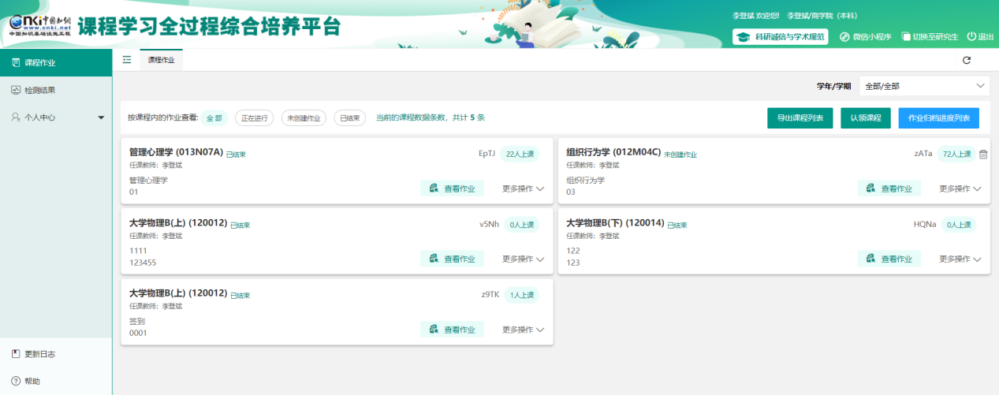 Cnki中国知网
www.cnki.net
中国知识基础设施工程
课程学习全过程综合培养平台
李登斌 欢迎您! 李登斌/商学院（本科）
科研诚信与学术规范 微信小程序 切换至研究生 退出
课程作业
检测结果
个人中心
更新日志
帮助
课程作业
学年/学期 全部/全部
按课程内的作业查看: 全部 正在进行 未创建作业 已结束 当前的课程数据条数，共计 5 条
导出课程列表 认领课程 作业归档进度列表
管理心理学 (013N07A) 已结束 EpTJ 22人上课
任课教师：李登斌
管理心理学
01
查看作业 更多操作
组织行为学 (012M04C) 未创建作业 zATa 72人上课
任课教师：李登斌
组织行为学
03
查看作业 更多操作
大学物理B(上) (120012) 已结束 v5Nh 0人上课
任课教师：李登斌
1111
123455
查看作业 更多操作
大学物理B(下) (120014) 已结束 HQNa 0人上课
任课教师：李登斌
122
123
查看作业 更多操作
大学物理B(上) (120012) 已结束 z9TK 1人上课
任课教师：李登斌
签到
0001
查看作业 更多操作